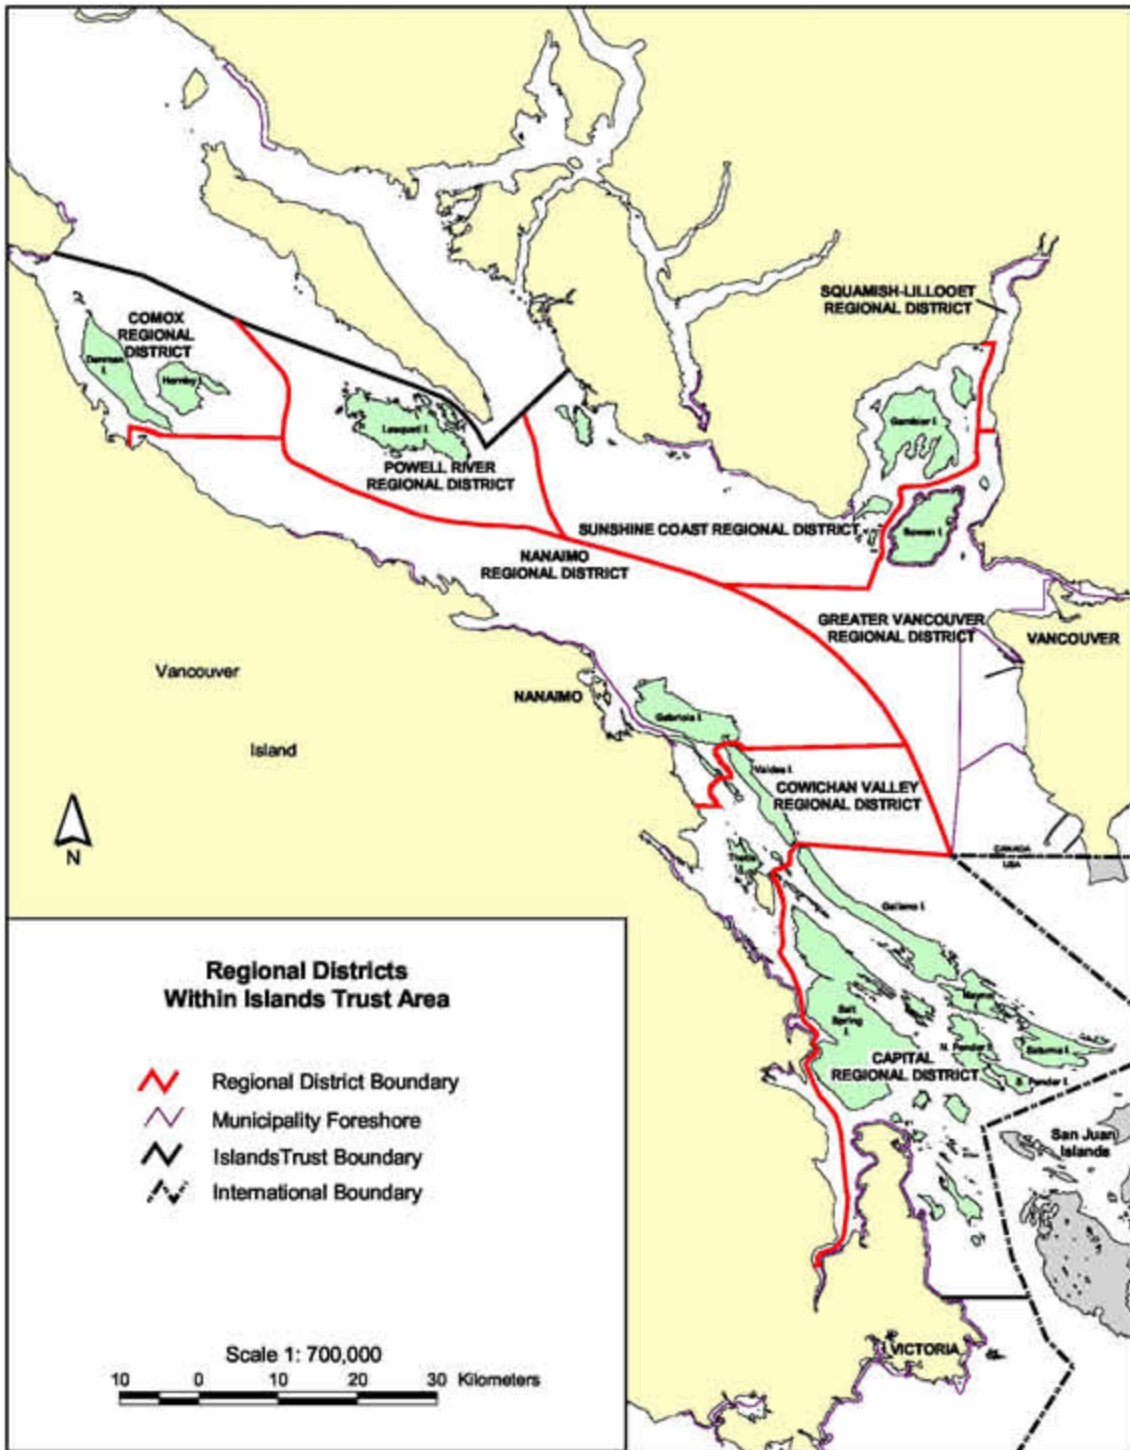 SQUAMISH-LILLOOET
REGIONAL DISTRICT
COMOX
REGIONAL
DISTRICT
Denman
I.
Hornby I.
Lasqueti I.
Gambier I.
POWELL RIVER
REGIONAL DISTRICT
SUNSHINE COAST REGIONAL DISTRICT
Bowen I.
NANAIMO
REGIONAL DISTRICT
GREATER VANCOUVER
REGIONAL DISTRICT
VANCOUVER
Vancouver
Island
NANAIMO
Gabriola I.
Valdes I.
COWICHAN VALLEY
REGIONAL DISTRICT
N
CANADA
USA
Thetis
I.
Galiano I.
Mayne I.
Salt
Spring
I.
N. Pender I.
Saturna I.
S. Pender I.
CAPITAL
REGIONAL DISTRICT
San Juan
Islands
VICTORIA
Regional Districts
Within Islands Trust Area
Regional District Boundary
Municipality Foreshore
IslandsTrust Boundary
International Boundary
Scale 1: 700,000
10 0 10 20 30 Kilometers